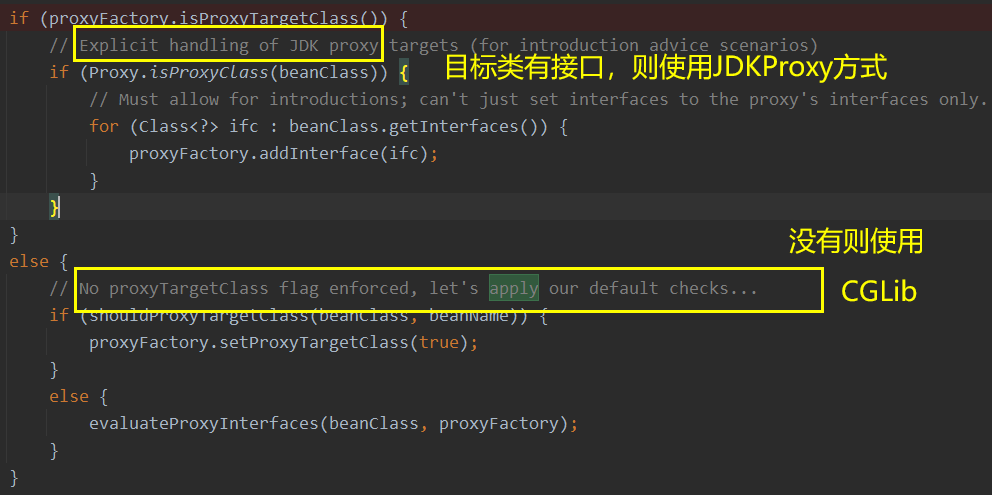 if (proxyFactory.isProxyTargetClass()) {
// Explicit handling of JDK proxy targets (for introduction advice scenarios)
if (Proxy.isProxyClass(beanClass)) {
目标类有接口，则使用JDKProxy方式
// Must allow for introductions; can't just set interfaces to the proxy's interfaces only.
for (Class<?> ifc : beanClass.getInterfaces()) {
proxyFactory.addInterface(ifc);
}
}
}
没有则使用
else {
// No proxyTargetClass flag enforced, let's apply our default checks...
CGLib
if (shouldProxyTargetClass(beanClass, beanName)) {
proxyFactory.setProxyTargetClass(true);
}
else {
evaluateProxyInterfaces(beanClass, proxyFactory);
}
}